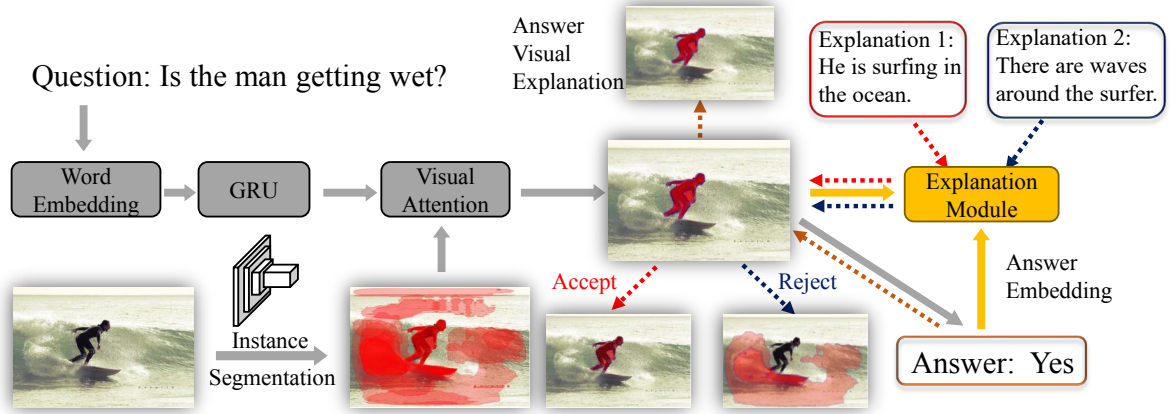 Question: Is the man getting wet?
Answer
Visual
Explanation
Explanation 1:
He is surfing in
the ocean.
Explanation 2:
There are waves
around the surfer.
Word
Embedding
GRU
Visual
Attention
Explanation
Module
Accept
Reject
Answer
Embedding
Instance
Segmentation
Answer: Yes